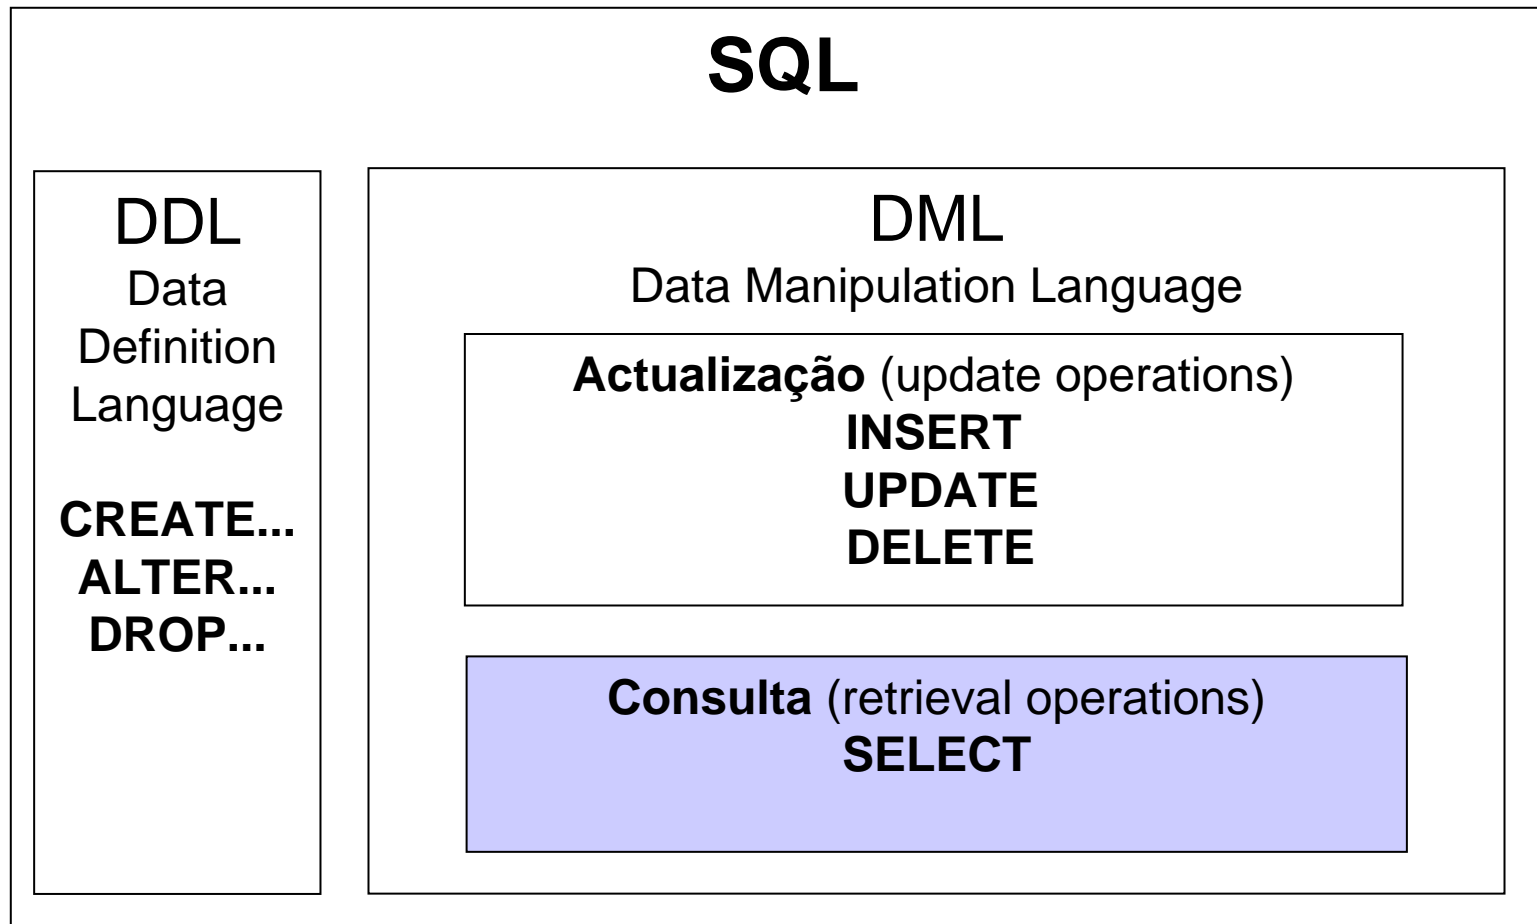 SQL
DDL
Data
Definition
Language
CREATE...
ALTER...
DROP...
DML
Data Manipulation Language
Actualização (update operations)
INSERT
UPDATE
DELETE
Consulta (retrieval operations)
SELECT